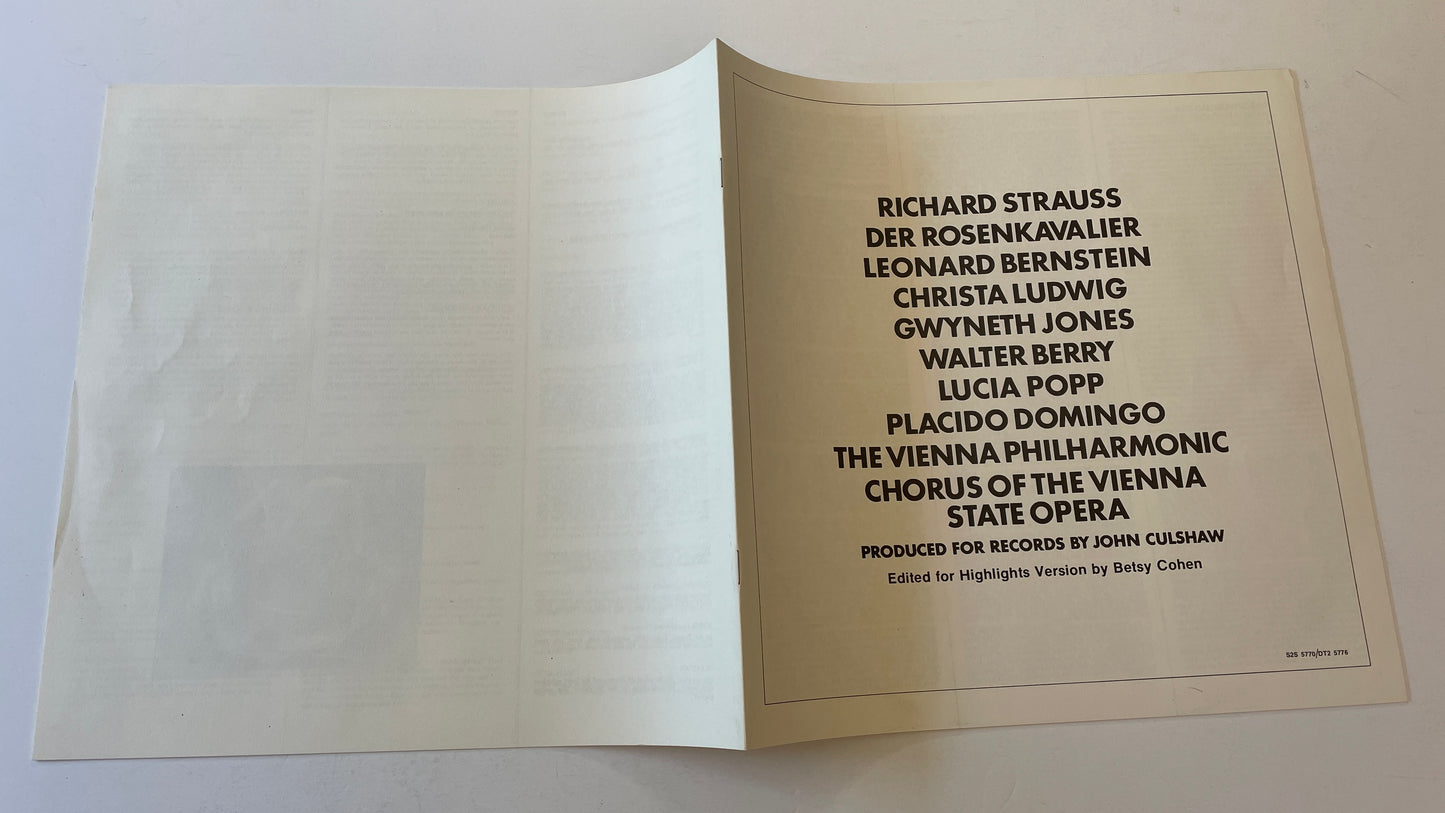 RICHARD STRAUSS
DER ROSENKAVALIER
LEONARD BERNSTEIN
CHRISTA LUDWIG
GWYNETH JONES
WALTER BERRY
LUCIA POPP
PLACIDO DOMINGO
THE VIENNA PHILHARMONIC
CHORUS OF THE VIENNA
STATE OPERA
PRODUCED FOR RECORDS BY JOHN CULSHAW
Edited for Highlights Version by Betsy Cohen
S2S 5770/DT2 5776